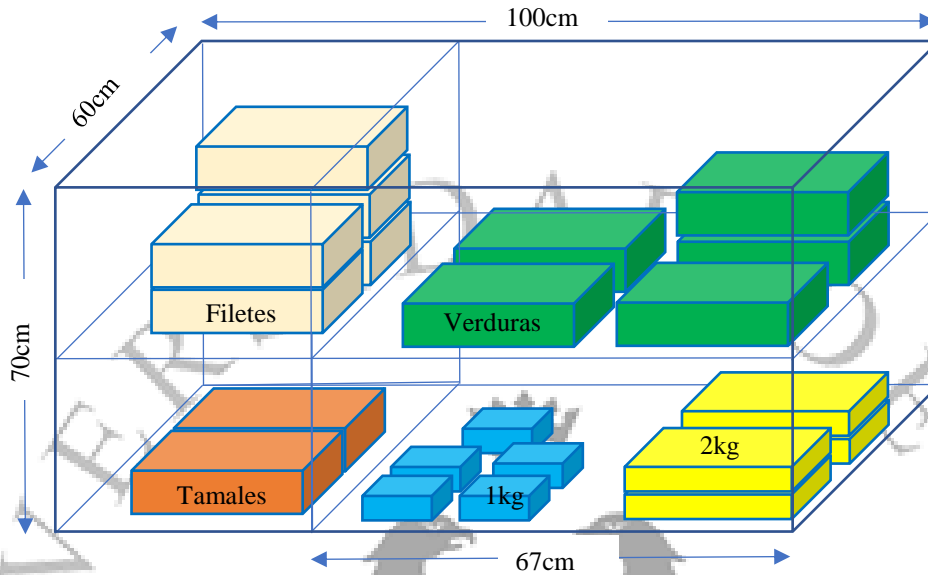 100cm
60cm
70cm
Filetes
Verduras
Tamales
1kg
2kg
67cm